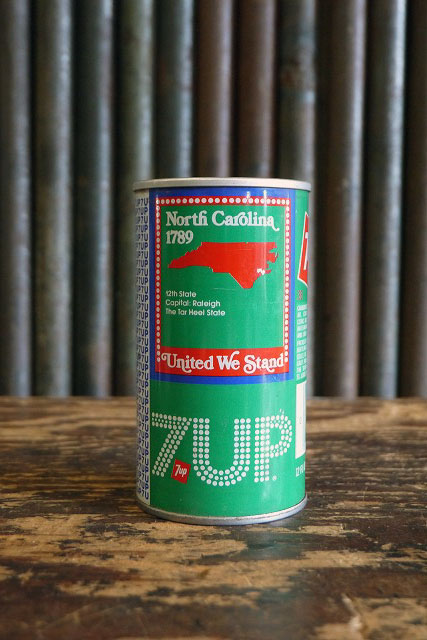 North Carolina
1789
12th State
Capital: Raleigh
The Tar Heel State
United We Stand
7UP
7up